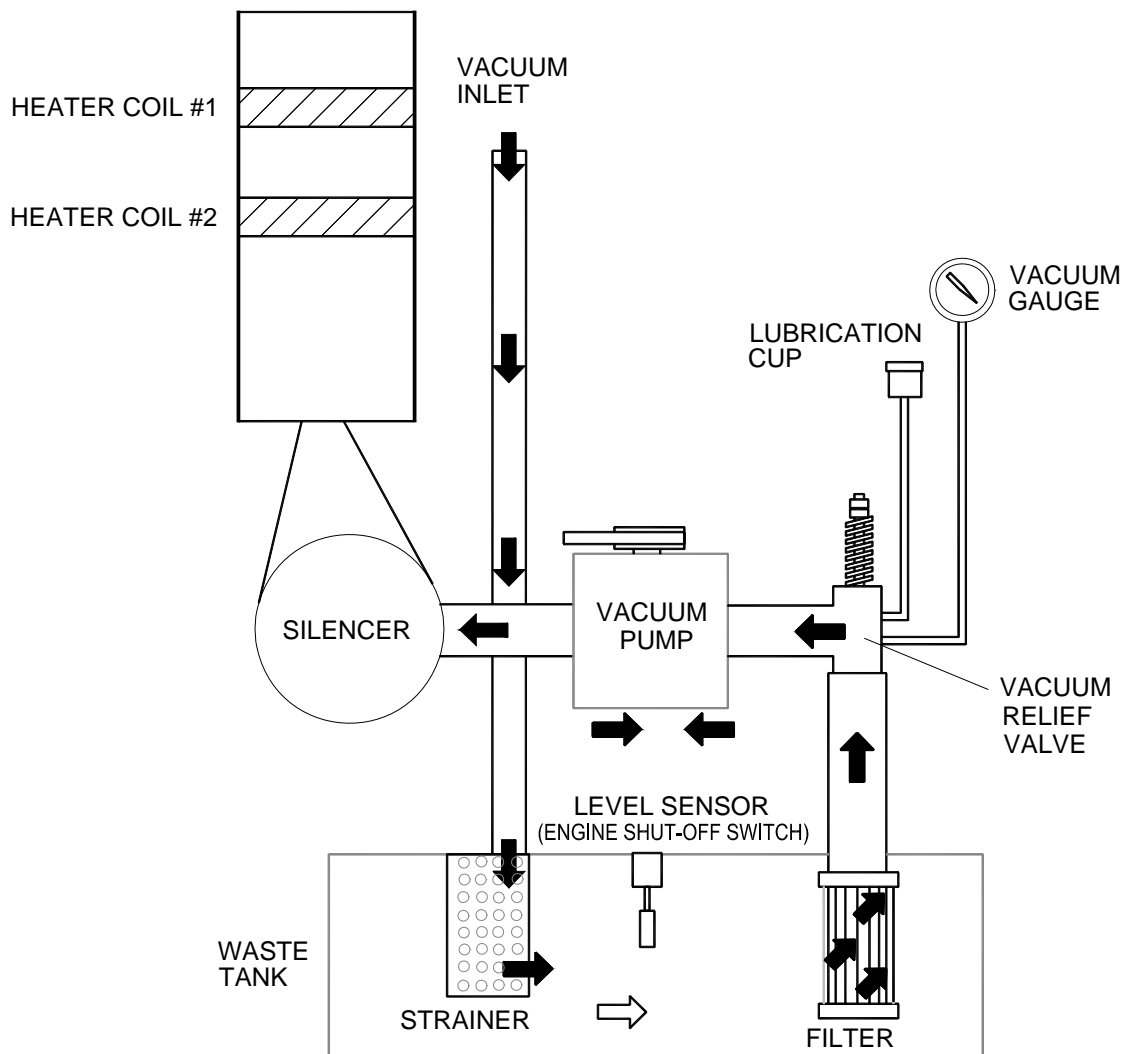 VACUUM
INLET
HEATER COIL #1
HEATER COIL #2
VACUUM
GAUGE
LUBRICATION
CUP
SILENCER
VACUUM
PUMP
VACUUM
RELIEF
VALVE
LEVEL SENSOR
(ENGINE SHUT-OFF SWITCH)
WASTE
TANK
STRAINER
FILTER